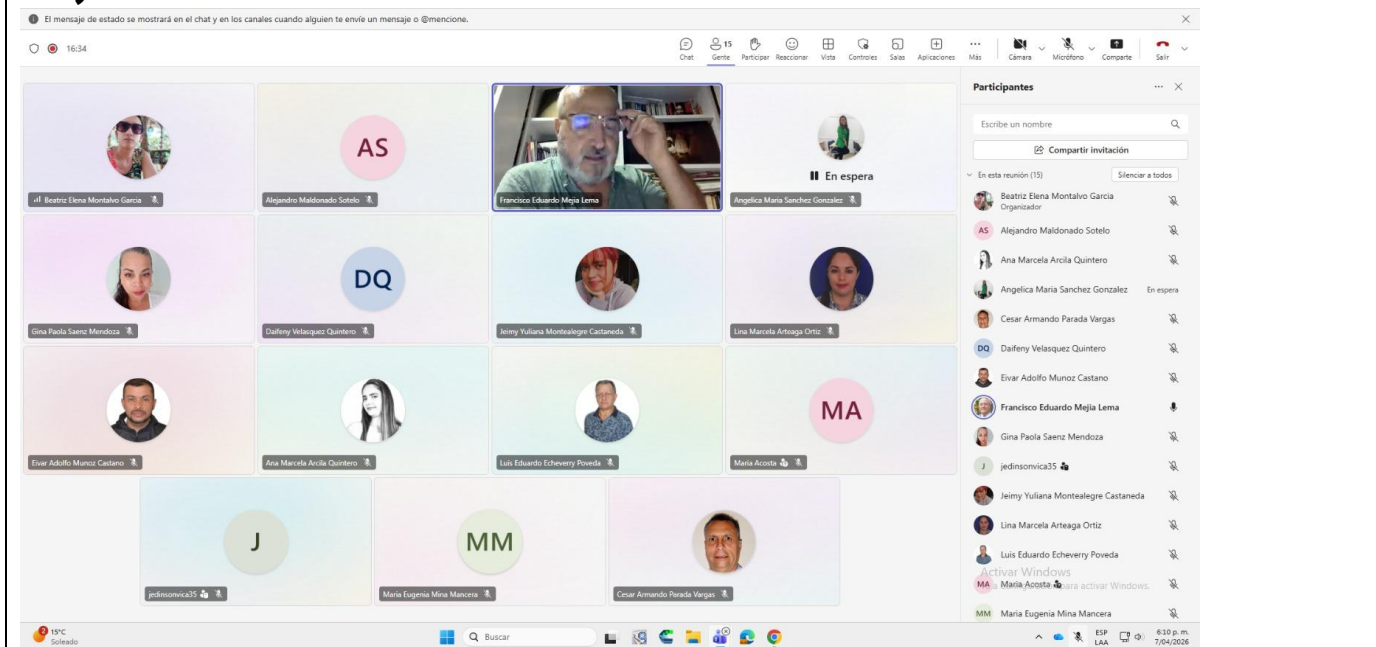 El mensaje de estado se mostrará en el chat y en los canales cuando alguien te envíe un mensaje o @mencione.
16:34
15
Chat Gente Participar Reaccionar Vista Controles Salas Aplicaciones Más Cámara Micrófono Comparte Salir
Beatriz Elena Montalvo Garcia
AS
Alejandro Maldonado Sotelo
Francisco Eduardo Mejia Lema
En espera
Angelica Maria Sanchez Gonzalez
Gina Paola Saenz Mendoza
DQ
Daifeny Velasquez Quintero
Jeimy Yuliana Montealegre Castaneda
Lina Marcela Arteaga Ortiz
Eivar Adolfo Munoz Castano
Ana Marcela Arcila Quintero
Luis Eduardo Echeverry Poveda
MA
Maria Acosta
J
jedinsonvica35
MM
Maria Eugenia Mina Mancera
Cesar Armando Parada Vargas
Participantes
Escribe un nombre
Compartir invitación
En esta reunión (15) Silenciar a todos
Beatriz Elena Montalvo Garcia
Organizador
AS Alejandro Maldonado Sotelo
Ana Marcela Arcila Quintero
Angelica Maria Sanchez Gonzalez En espera
Cesar Armando Parada Vargas
DQ Daifeny Velasquez Quintero
Eivar Adolfo Munoz Castano
Francisco Eduardo Mejia Lema
Gina Paola Saenz Mendoza
J jedinsonvica35
Jeimy Yuliana Montealegre Castaneda
Lina Marcela Arteaga Ortiz
Luis Eduardo Echeverry Poveda
Activar Windows
MA Maria Acosta
para activar Windows.
MM Maria Eugenia Mina Mancera
2
15°C
Soleado
Buscar
ESP
LAA
6:10 p. m.
7/04/2026